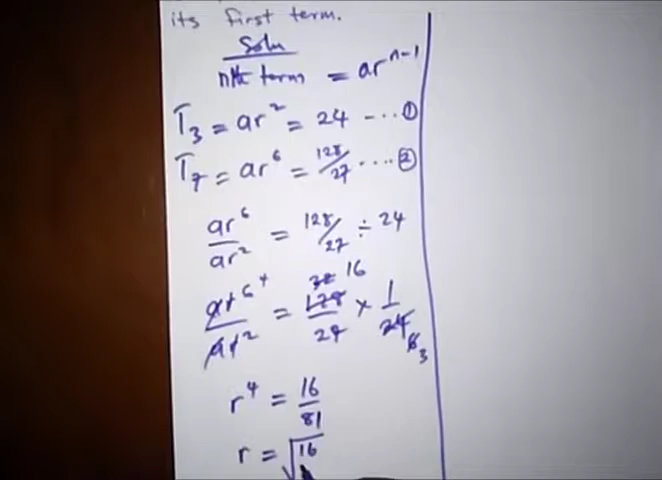 its first term.
Soln
nth term = ar^n-1
T3 = ar^2 = 24 --- ①
T7 = ar^6 = 128/27 .... ②
ar^6/ar^2 = 128/27 ÷ 24
ar^6 4/ar^2 = 128 32 16/27 × 1/24 6 3
r^4 = 16/81
r = √16